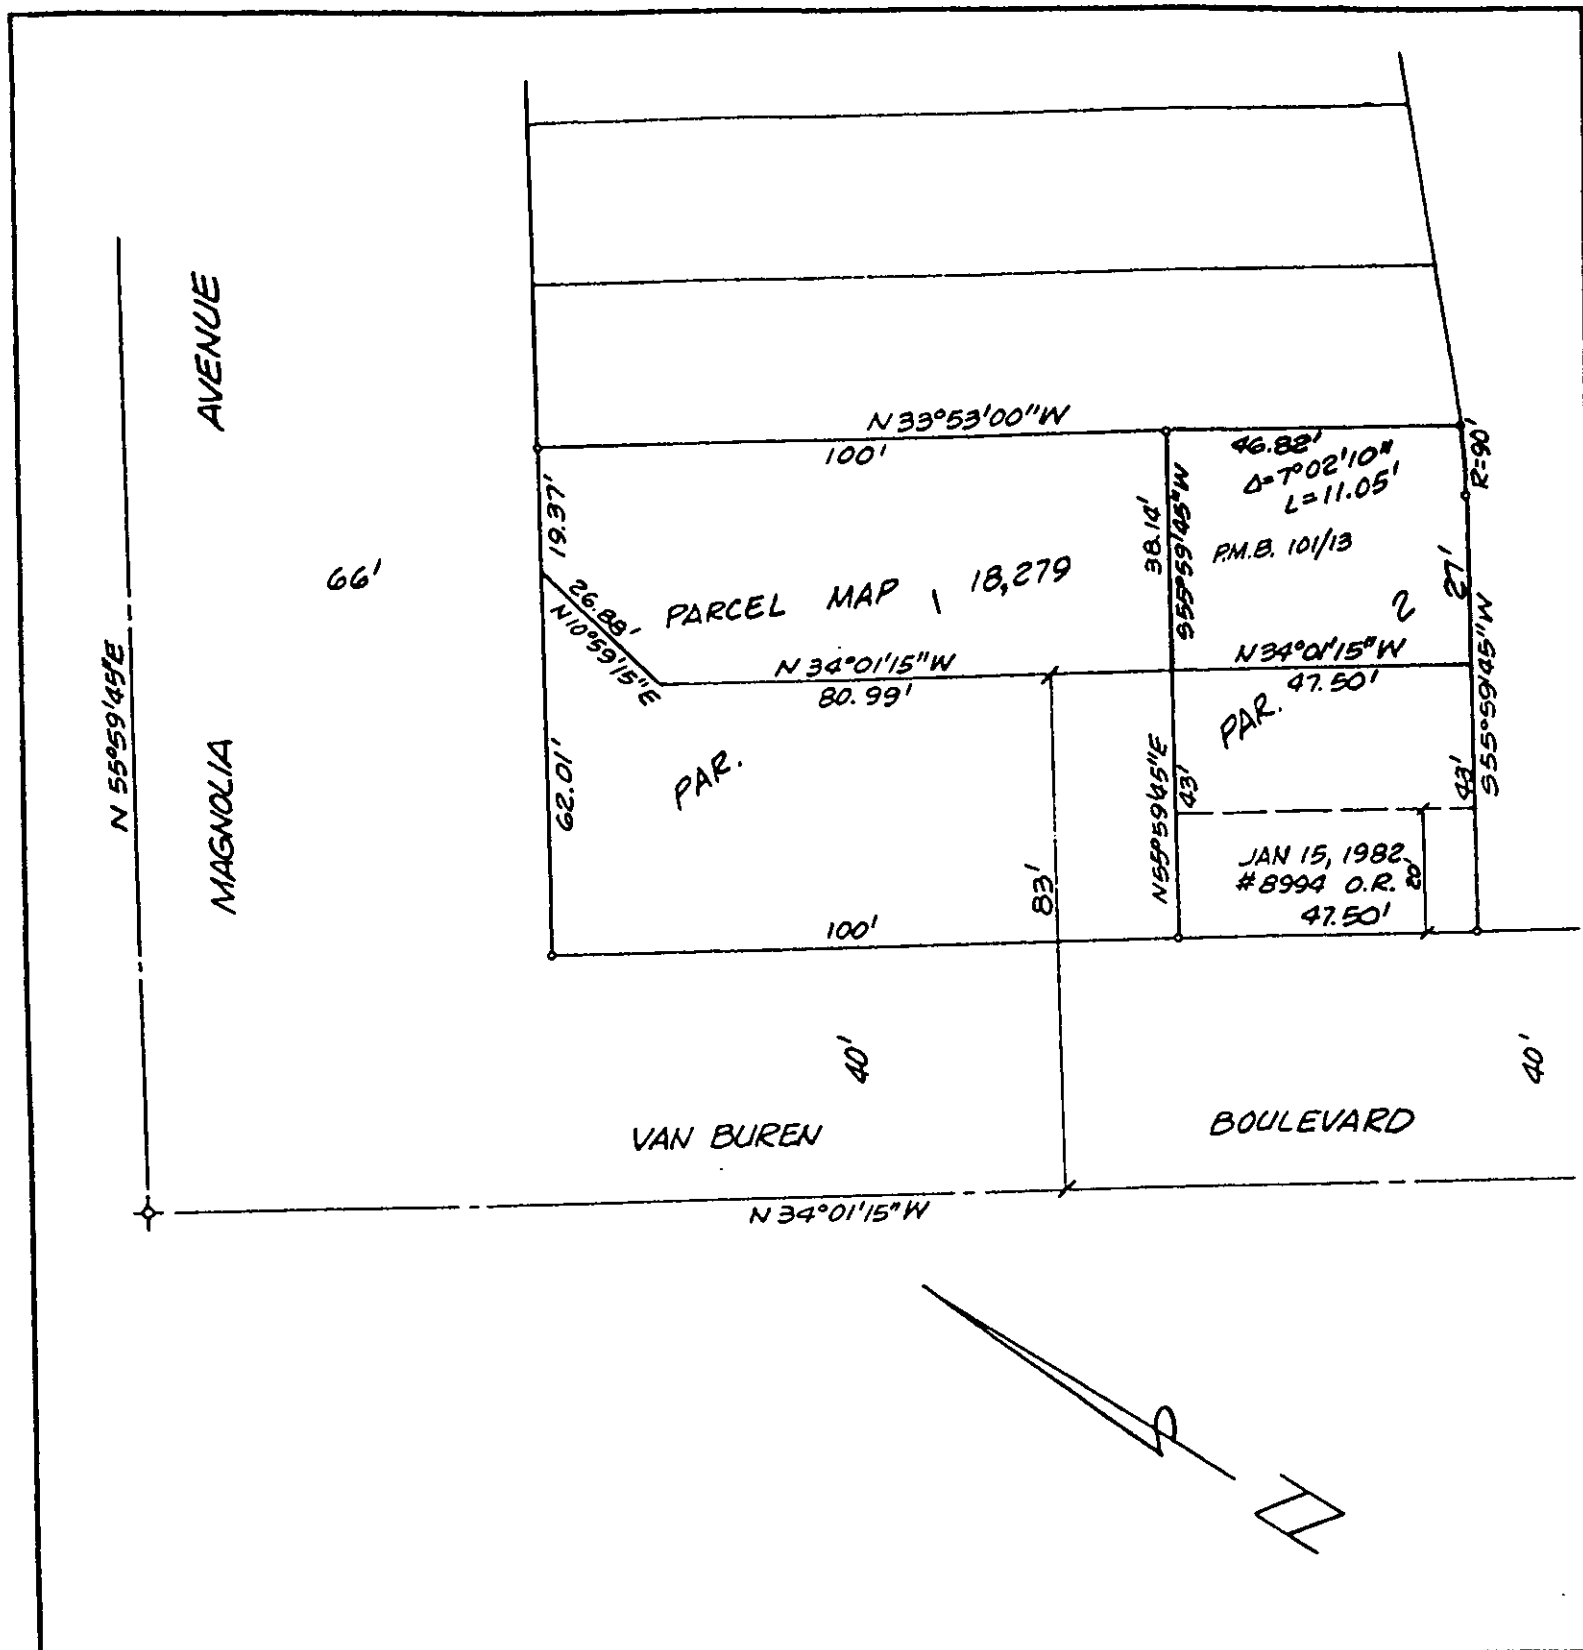 AVENUE
MAGNOLIA
N 55°59'45"E
66'
N 33°53'00"W
100'
46.82'
Δ=7°02'10"
L=11.05'
R=90'
19.37'
38.14'
S55°59'45"W
P.M.B. 101/13
27'
26.88'
N10°59'15"E
PARCEL MAP 18,279
1
2
N 34°01'15"W
80.99'
N34°01'15"W
47.50'
S55°59'45"W
62.01'
PAR.
PAR.
N55°59'45"E
43'
43'
83'
JAN 15, 1982
#8994 O.R.
20'
47.50'
100'
40'
40'
VAN BUREN
BOULEVARD
N 34°01'15"W
N